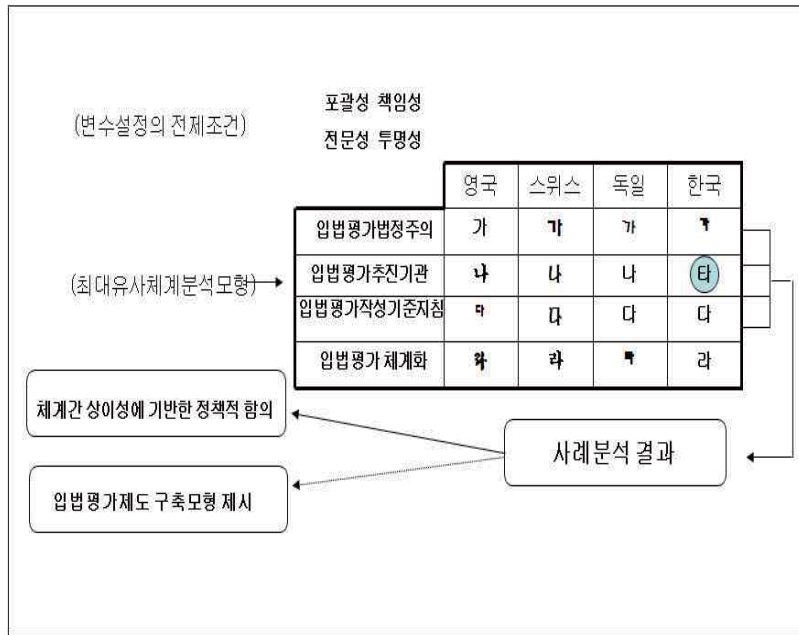 포괄성 책임성
(변수설정의 전제조건)
전문성 투명성
영국 스위스 독일 한국
입법평가법정주의 가 가 가 가
(최대유사체계분석모형)
입법평가추진기관 나 나 나 타
입법평가작성기준지침 다 다 다 다
입법평가 체계화 라 라 라
체계간 상이성에 기반한 정책적 함의
사례분석 결과
입법평가제도 구축모형 제시